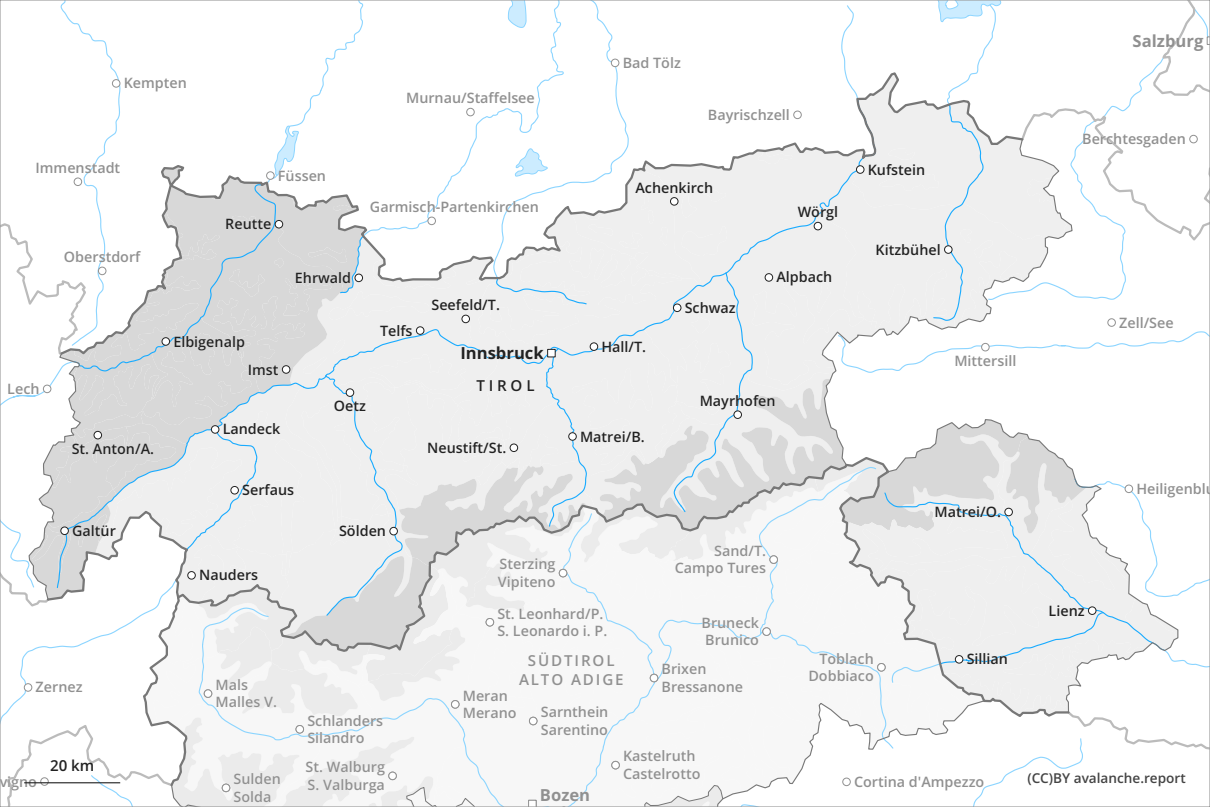 Salzburg
Bad Tölz
Kempten
Murnau/Staffelsee
Bayrischzell
Berchtesgaden
Immenstadt
Füssen
Kufstein
Achenkirch
Garmisch-Partenkirchen
Wörgl
Reutte
Kitzbühel
Oberstdorf
Ehrwald
Alpbach
Seefeld/T.
Schwaz
Telfs
Zell/See
Elbigenalp
Innsbruck
Hall/T.
Mittersill
Imst
TIROL
Lech
Oetz
Mayrhofen
Landeck
Matrei/B.
St. Anton/A.
Neustift/St.
Serfaus
Heiligenblu
Matrei/O.
Galtür
Sölden
Sand/T.
Campo Tures
Sterzing
Vipiteno
Nauders
Lienz
St. Leonhard/P.
S. Leonardo i. P.
Bruneck
Brunico
SÜDTIROL
ALTO ADIGE
Toblach
Dobbiaco
Sillian
Brixen
Bressanone
Zernez
Mals
Malles V.
Meran
Merano
Sarnthein
Sarentino
Schlanders
Silandro
Kastelruth
Castelrotto
20 km
St. Walburg
S. Valburga
vigno
Sulden
Solda
Cortina d'Ampezzo
(CC)BY avalanche.report
Bozen